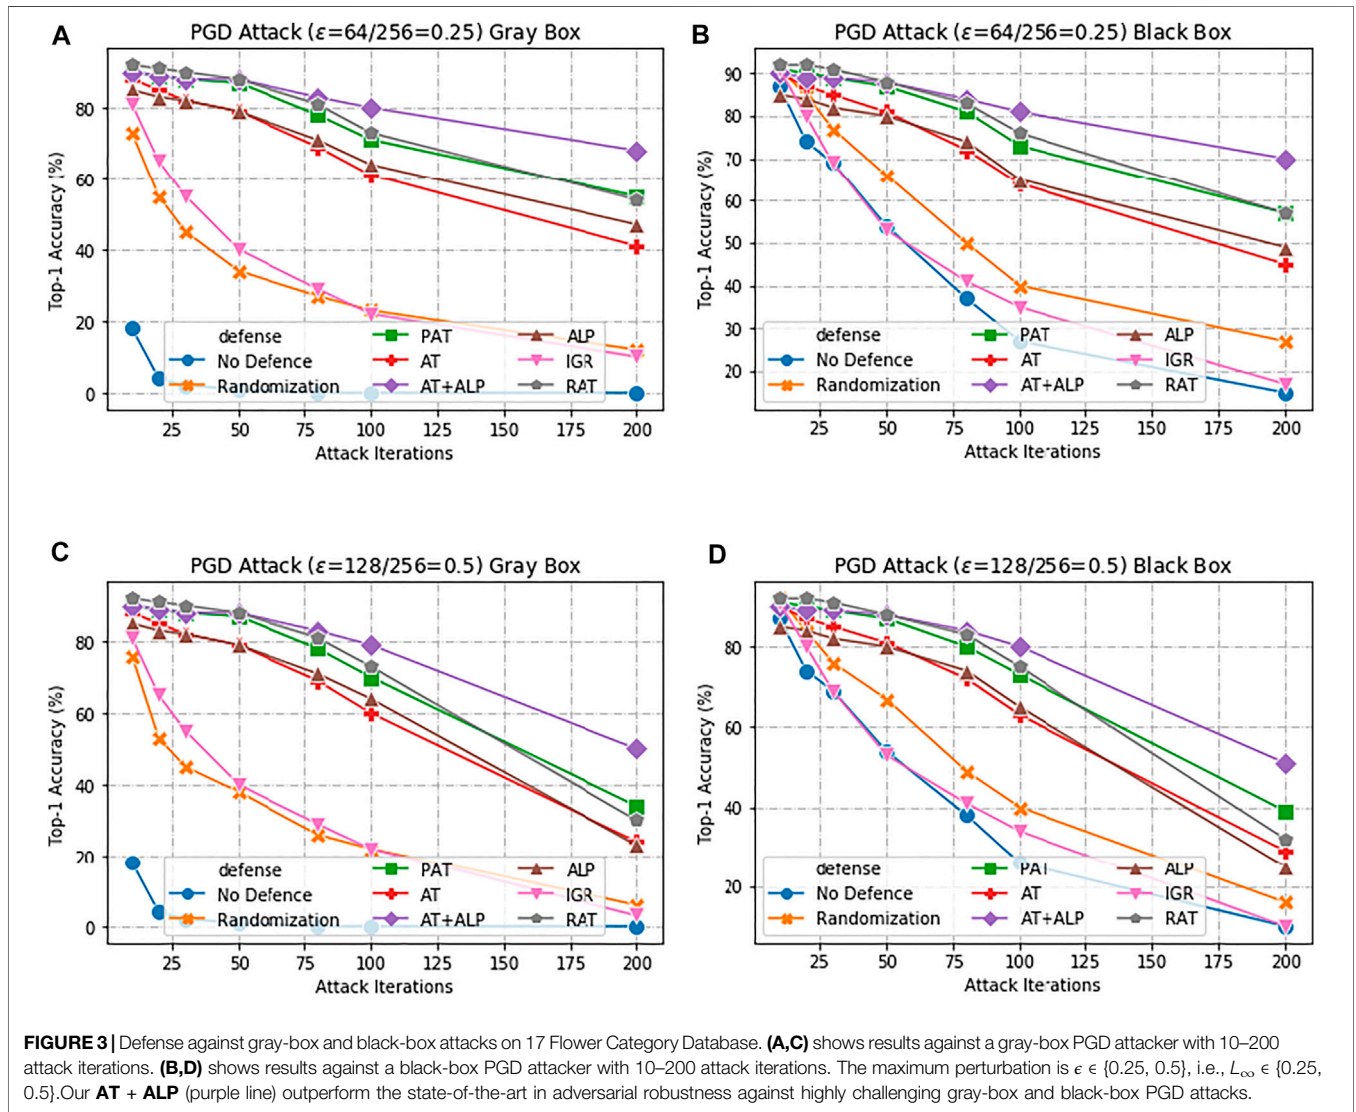 A
PGD Attack (ε=64/256=0.25) Gray Box
Top-1 Accuracy (%)
80
60
40
20
0
defense
No Defence
Randomization
PAT
AT
AT+ALP
ALP
IGR
RAT
25 50 75 100 125 150 175 200
Attack Iterations
B
PGD Attack (ε=64/256=0.25) Black Box
Top-1 Accuracy (%)
90
80
70
60
50
40
30
20
defense
No Defence
Randomization
PAT
AT
AT+ALP
ALP
IGR
RAT
25 50 75 100 125 150 175 200
Attack Iterations
C
PGD Attack (ε=128/256=0.5) Gray Box
Top-1 Accuracy (%)
80
60
40
20
0
defense
No Defence
Randomization
PAT
AT
AT+ALP
ALP
IGR
RAT
25 50 75 100 125 150 175 200
Attack Iterations
D
PGD Attack (ε=128/256=0.5) Black Box
Top-1 Accuracy (%)
80
60
40
20
defense
No Defence
Randomization
PAT
AT
AT+ALP
ALP
IGR
RAT
25 50 75 100 125 150 175 200
Attack Iterations
FIGURE 3 | Defense against gray-box and black-box attacks on 17 Flower Category Database. (A,C) shows results against a gray-box PGD attacker with 10–200
attack iterations. (B,D) shows results against a black-box PGD attacker with 10–200 attack iterations. The maximum perturbation is ϵ ϵ {0.25, 0.5}, i.e., L∞ ϵ {0.25,
0.5}.Our AT + ALP (purple line) outperform the state-of-the-art in adversarial robustness against highly challenging gray-box and black-box PGD attacks.